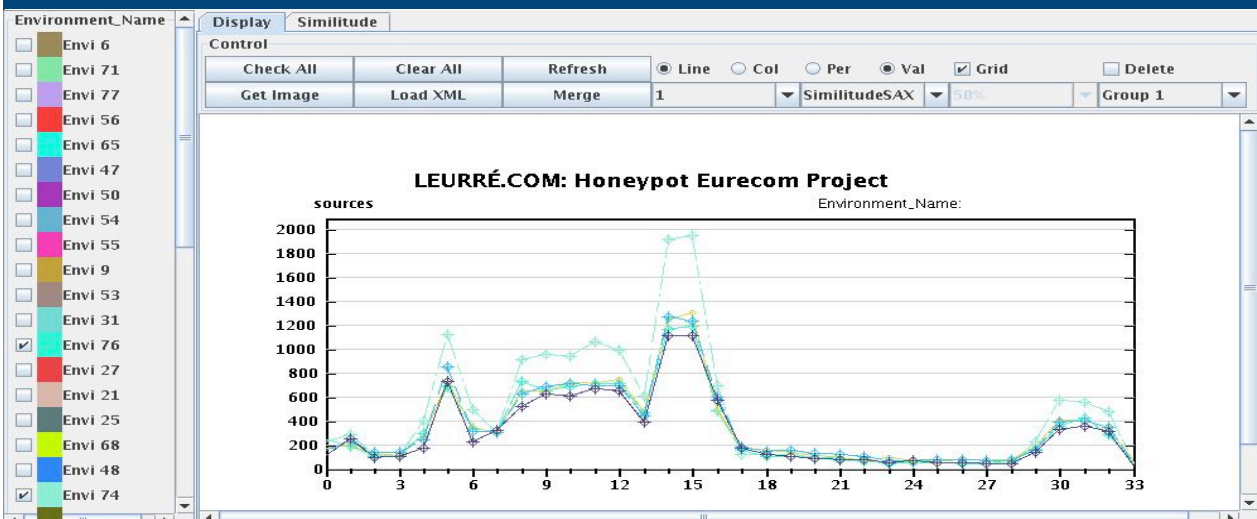 Environment_Name
Envi 6
Envi 71
Envi 77
Envi 56
Envi 65
Envi 47
Envi 50
Envi 54
Envi 55
Envi 9
Envi 53
Envi 31
Envi 76
Envi 27
Envi 21
Envi 25
Envi 68
Envi 48
Envi 74
Display Similitude
Control
Check All Clear All Refresh Line Col Per Val Grid Delete
Get Image Load XML Merge 1 SimilitudeSAX 50% Group 1
LEURRÉ.COM: Honeypot Eurecom Project
sources Environment_Name:
2000
1800
1600
1400
1200
1000
800
600
400
200
0
0 3 6 9 12 15 18 21 24 27 30 33